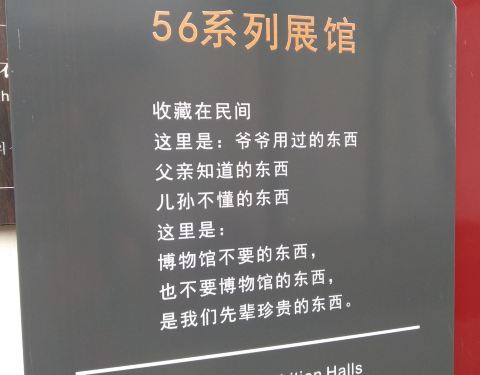 56系列展馆
收藏在民间
这里是：爷爷用过的东西
父亲知道的东西
儿孙不懂的东西
这里是：
博物馆不要的东西，
也不要博物馆的东西，
是我们先辈珍贵的东西。
Halls